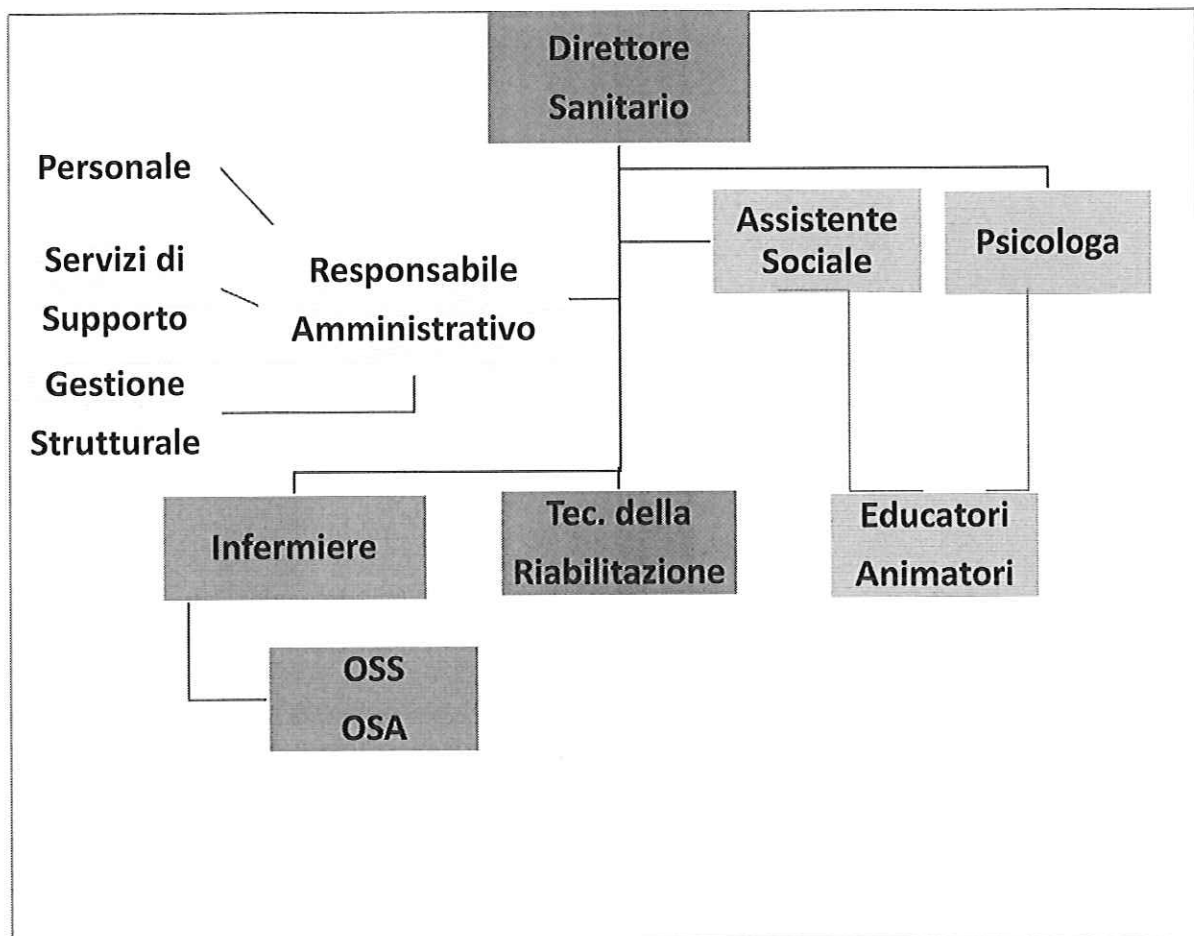 Direttore
Sanitario
Personale
Servizi di
Supporto
Gestione
Strutturale
Responsabile
Amministrativo
Assistente
Sociale
Psicologa
Infermiere
Tec. della
Riabilitazione
Educatori
Animatori
OSS
OSA